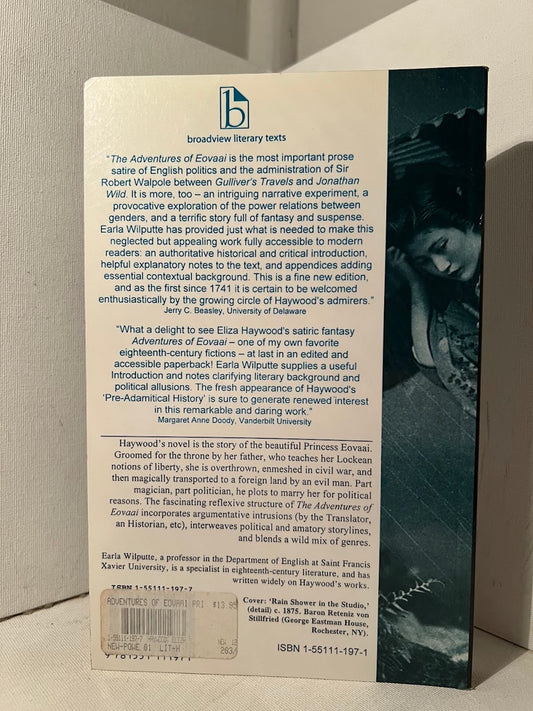 b
broadview literary texts
"The Adventures of Eovaai is the most important prose
satire of English politics and the administration of Sir
Robert Walpole between Gulliver's Travels and Jonathan
Wild. It is more, too – an intriguing narrative experiment, a
provocative exploration of the power relations between
genders, and a terrific story full of fantasy and suspense.
Earla Wilputte has provided just what is needed to make this
neglected but appealing work fully accessible to modern
readers: an authoritative historical and critical introduction,
helpful explanatory notes to the text, and appendices adding
essential contextual background. This is a fine new edition,
and as the first since 1741 it is certain to be welcomed
enthusiastically by the growing circle of Haywood's admirers."
Jerry C. Beasley, University of Delaware
"What a delight to see Eliza Haywood's satiric fantasy
Adventures of Eovaai – one of my own favorite
eighteenth-century fictions – at last in an edited and
accessible paperback! Earla Wilputte supplies a useful
Introduction and notes clarifying literary background and
political allusions. The fresh appearance of Haywood's
'Pre-Adamitical History' is sure to generate renewed interest
in this remarkable and daring work."
Margaret Anne Doody, Vanderbilt University
Haywood's novel is the story of the beautiful Princess Eovaai.
Groomed for the throne by her father, who teaches her Lockean
notions of liberty, she is overthrown, enmeshed in civil war, and
then magically transported to a foreign land by an evil man. Part
magician, part politician, he plots to marry her for political
reasons. The fascinating reflexive structure of The Adventures of
Eovaai incorporates argumentative intrusions (by the Translator,
an Historian, etc), interweaves political and amatory storylines,
and blends a wild mix of genres.
Earla Wilputte, a professor in the Department of English at Saint Francis
Xavier University, is a specialist in eighteenth-century literature, and has
written widely on Haywood's works.
ISBN 1-55111-197-7
ADVENTURES OF EOVAAI PRI $13.95
1-55111-197-7
NEW-POWE 01 LIT-H
Cover: 'Rain Shower in the Studio,'
(detail) c. 1875. Baron Reteniz von
Stillfried (George Eastman House,
Rochester, NY).
ISBN 1-55111-197-1